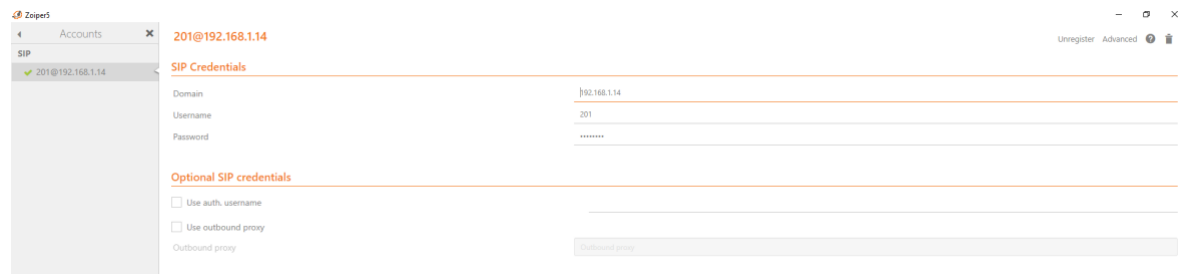 Zoiper5
Accounts
201@192.168.1.14
Unregister Advanced
SIP
201@192.168.1.14
SIP Credentials
Domain 192.168.1.14
Username 201
Password ••••••••
Optional SIP credentials
Use auth. username
Use outbound proxy
Outbound proxy Outbound proxy